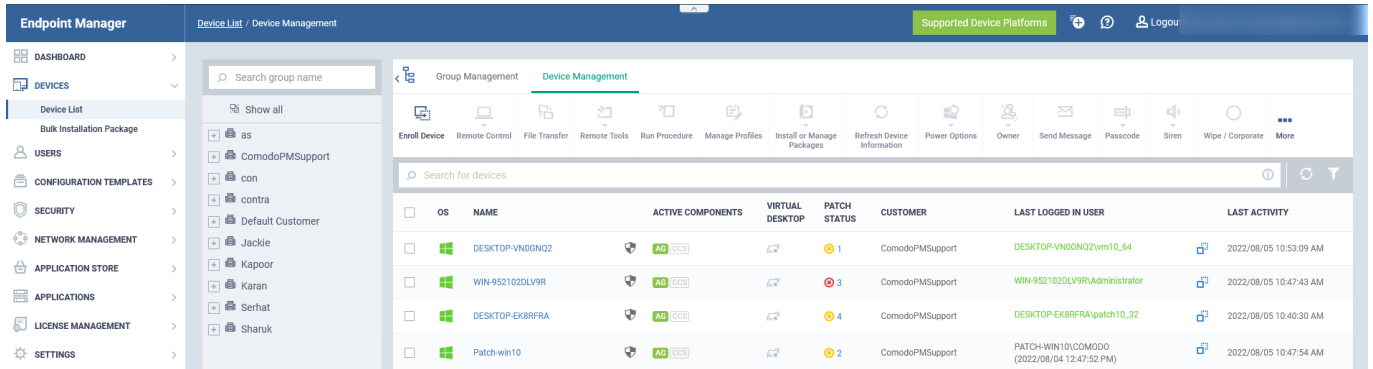 Endpoint Manager
Device List / Device Management
Supported Device Platforms
Logou
DASHBOARD
DEVICES
Device List
Bulk Installation Package
USERS
CONFIGURATION TEMPLATES
SECURITY
NETWORK MANAGEMENT
APPLICATION STORE
APPLICATIONS
LICENSE MANAGEMENT
SETTINGS
Search group name
Show all
as
ComodoPMSupport
con
contra
Default Customer
Jackie
Kapoor
Karan
Serhat
Sharuk
Group Management Device Management
Enroll Device Remote Control File Transfer Remote Tools Run Procedure Manage Profiles Install or Manage Packages Refresh Device Information Power Options Owner Send Message Passcode Siren Wipe / Corporate More
Search for devices
OS NAME ACTIVE COMPONENTS VIRTUAL DESKTOP PATCH STATUS CUSTOMER LAST LOGGED IN USER LAST ACTIVITY
DESKTOP-VN0GNQ2 AG CCS 1 ComodoPMSupport DESKTOP-VN0GNQ2\vm10_64 2022/08/05 10:53:09 AM
WIN-952102DLV9R AG CCS 3 ComodoPMSupport WIN-952102DLV9R\Administrator 2022/08/05 10:47:43 AM
DESKTOP-EK8RFRA AG CCS 4 ComodoPMSupport DESKTOP-EK8RFRA\patch10_32 2022/08/05 10:40:30 AM
Patch-win10 AG CCS 2 ComodoPMSupport PATCH-WIN10\COMODO (2022/08/04 12:47:52 PM) 2022/08/05 10:47:54 AM